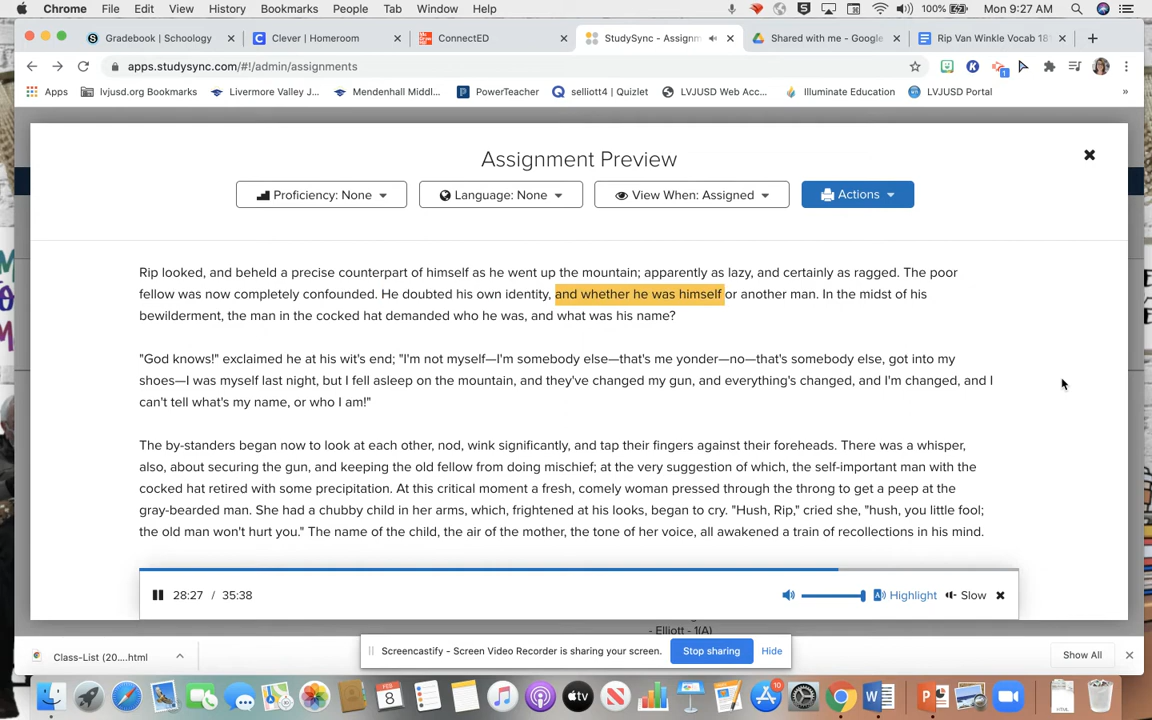 Chrome File Edit View History Bookmarks People Tab Window Help 100% Mon 9:27 AM
Gradebook | Schoology Clever | Homeroom ConnectED StudySync - Assignm Shared with me - Google Rip Van Winkle Vocab 18
apps.studysync.com/#!/admin/assignments
Apps lvjusd.org Bookmarks Livermore Valley J... Mendenhall Middl... PowerTeacher selliott4 | Quizlet LVJUSD Web Acc... Illuminate Education LVJUSD Portal »
Assignment Preview
Proficiency: None Language: None View When: Assigned Actions
Rip looked, and beheld a precise counterpart of himself as he went up the mountain; apparently as lazy, and certainly as ragged. The poor
fellow was now completely confounded. He doubted his own identity, and whether he was himself or another man. In the midst of his
bewilderment, the man in the cocked hat demanded who he was, and what was his name?
"God knows!" exclaimed he at his wit's end; "I'm not myself—I'm somebody else—that's me yonder—no—that's somebody else, got into my
shoes—I was myself last night, but I fell asleep on the mountain, and they've changed my gun, and everything's changed, and I'm changed, and I
can't tell what's my name, or who I am!"
The by-standers began now to look at each other, nod, wink significantly, and tap their fingers against their foreheads. There was a whisper,
also, about securing the gun, and keeping the old fellow from doing mischief; at the very suggestion of which, the self-important man with the
cocked hat retired with some precipitation. At this critical moment a fresh, comely woman pressed through the throng to get a peep at the
gray-bearded man. She had a chubby child in her arms, which, frightened at his looks, began to cry. "Hush, Rip," cried she, "hush, you little fool;
the old man won't hurt you." The name of the child, the air of the mother, the tone of her voice, all awakened a train of recollections in his mind.
28:27 / 35:38 Highlight Slow
- Elliott - 1(A)
Screencastify - Screen Video Recorder is sharing your screen. Stop sharing Hide
Class-List (20....html Show All
FEB
8
10